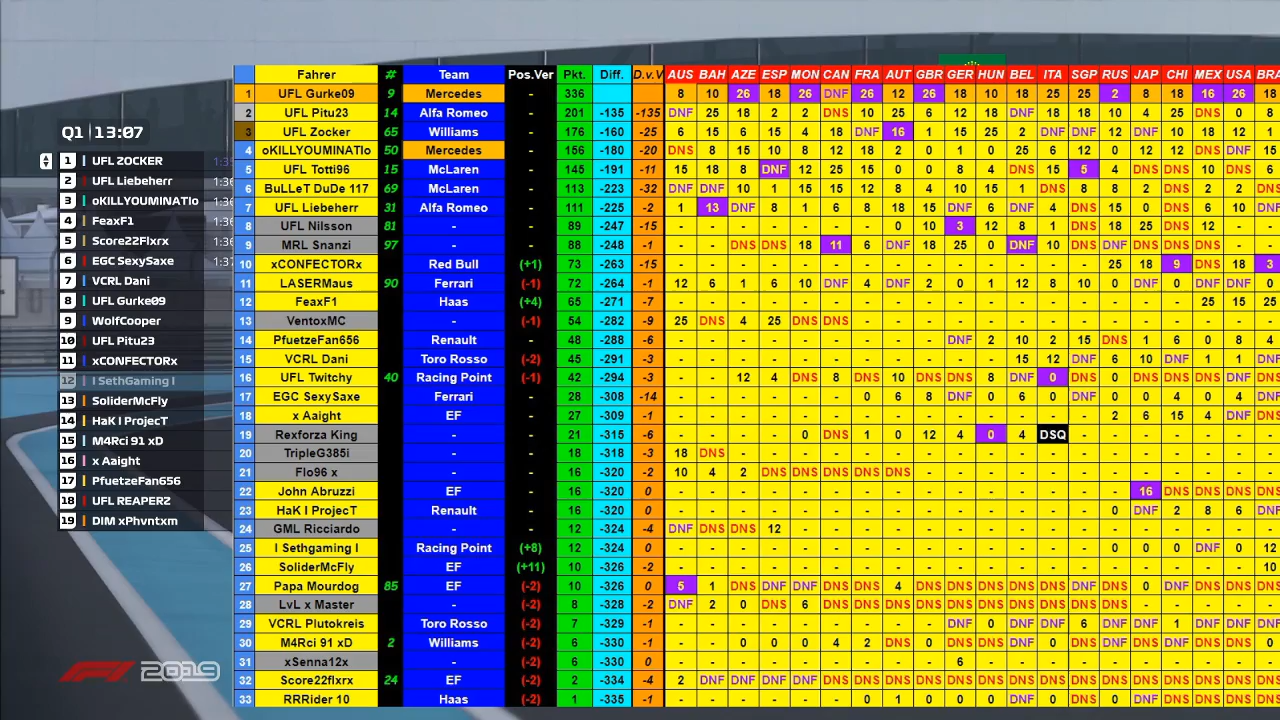 Fahrer # Team Pos.Ver Pkt. Diff. D.v.V AUS BAH AZE ESP MON CAN FRA AUT GBR GER HUN BEL ITA SGP RUS JAP CHI MEX USA BRA
1 UFL Gurke09 9 Mercedes - 336 8 10 26 18 26 DNF 26 12 26 18 10 18 25 25 2 8 18 16 26 8
2 UFL Pitu23 14 Alfa Romeo - 201 -135 -135 DNF 25 18 2 2 DNS 10 25 6 12 DNF 18 18 10 4 25 DNS 0 8
3 UFL Zocker 65 Williams - 176 -160 -25 6 15 6 15 4 18 DNF 16 1 15 25 2 DNF DNF 12 DNF 10 18 12 1
4 oKILLYOUMINATIo 50 Mercedes - 156 -180 -20 DNS 8 15 10 8 12 18 2 0 1 0 25 6 12 0 12 12 DNS DNF 15
5 UFL Totti96 15 McLaren - 145 -191 -11 15 18 8 DNF 12 25 15 0 0 8 4 DNS 15 5 4 DNS DNS 10 DNS 6
6 BuLLeT DuDe 117 69 McLaren - 113 -223 -32 DNF DNF 10 1 15 15 12 8 4 10 15 1 DNS 8 8 2 DNS 2 2 DNS
7 UFL Liebeherr 31 Alfa Romeo - 111 -225 -2 1 13 DNF 8 1 6 8 18 15 DNF 6 DNF 4 DNS 15 0 DNS 6 10 DNF
8 UFL Nilsson 81 - - 89 -247 -15 - - - - - - - 0 10 3 12 8 1 DNS 18 25 DNS 12 - -
9 MRL Snanzi 97 - - 88 -248 -1 - - DNS DNS 18 11 6 DNF 18 25 0 DNF 10 DNS DNF DNS DNS DNS - -
10 xCONFECTORx Red Bull (+1) 73 -263 -15 - - - - - - - - - - - - - - 25 18 9 DNS 18 3
11 LASERMaus 90 Ferrari (-1) 72 -264 -1 12 6 1 6 10 DNF 4 DNF 2 0 1 12 8 10 0 DNF 0 DNF DNF DNS
12 FeaxF1 Haas (+4) 65 -271 -7 - - - - - - - - - - - - - - - - - 25 15 25
13 VentoxMC - (-1) 54 -282 -9 25 DNS 4 25 DNS DNS - - - - - - - - - - - - - -
14 PfuetzeFan656 Renault - 48 -288 -6 - - - - - - - - - DNF 2 10 2 15 DNS 1 6 0 8 4
15 VCRL Dani Toro Rosso (-2) 45 -291 -3 - - - - - - - - - - - 15 12 DNF 6 10 DNF 1 1 DNF
16 UFL Twitchy 40 Racing Point (-1) 42 -294 -3 - - 12 4 DNS 8 DNS 10 DNS DNS 8 DNF 0 DNS 0 DNS DNS DNS DNF DNS
17 EGC SexySaxe Ferrari - 28 -308 -14 - - - - - - 0 6 8 DNF 0 6 0 DNF 0 0 4 0 4 DNF
18 x Aaight EF - 27 -309 -1 - - - - - - - - - - - - - - 2 6 15 4 DNF DNS
19 Rexforza King - - 21 -315 -6 - - - - 0 DNS 1 0 12 4 0 4 DSQ - - - - - - -
20 TripleG385i - - 18 -318 -3 18 DNS - - - - - - - - - - - - - - - - - -
21 Flo96 x - - 16 -320 -2 10 4 2 DNS DNS DNS DNS DNS - - - - - - - - - - - -
22 John Abruzzi EF - 16 -320 0 - - - - - - - - - - - - - - - 16 DNS DNS DNS DNS
23 HaK I ProjecT Renault - 16 -320 0 - - - - - - - - - - - - - - 0 DNF 2 8 6 DNF
24 GML Ricciardo - - 12 -324 -4 DNF DNS DNS 12 - - - - - - - - - - - - - - - -
25 I Sethgaming I Racing Point (+8) 12 -324 0 - - - - - - - - - - - - - - 0 0 0 DNF 0 12
26 SoliderMcFly EF (+11) 10 -326 -2 - - - - - - - - - - - - - - - - - - - 10
27 Papa Mourdog 85 EF (-2) 10 -326 0 5 1 DNS DNF DNF DNS DNS 4 DNS DNS DNS DNS DNS DNF DNS 0 DNF DNS DNS DNS
28 LvL x Master - (-2) 8 -328 -2 DNF 2 0 DNS 6 DNS DNS DNS DNS DNS DNS DNS DNS DNS DNS - - - - -
29 VCRL Plutokreis Toro Rosso (-2) 7 -329 -1 - - - - - - - - - DNF 0 DNF DNS 6 DNS DNF 1 DNF DNS DNS
30 M4Rci 91 xD 2 Williams (-2) 6 -330 -1 - - 0 0 0 4 2 DNS 0 DNS DNS DNF 0 DNS DNS DNS DNS DNS DNS 0
31 xSenna12x - (-2) 6 -330 0 - - - - - - - - - 6 - - - - - - - - - -
32 Score22flxrx 24 EF (-2) 2 -334 -4 2 DNF DNF DNF DNS DNS DNS DNS DNS DNS DNS DNS DNS DNS DNS DNS DNS DNS DNS DNS
33 RRRider 10 Haas (-2) 1 -335 -1 - - - - - - 0 1 0 0 0 DNF 0 DNS 0 DNS DNS DNS DNS DNS
Q1 | 13:07
1 UFL ZOCKER
2 UFL Liebeherr
3 oKILLYOUMINATIo
4 FeaxF1
5 Score22Flxrx
6 EGC SexySaxe
7 VCRL Dani
8 UFL Gurke09
9 WolfCooper
10 UFL Pitu23
11 xCONFECTORx
12 I SethGaming I
13 SoliderMcFly
14 HaK I ProjecT
15 M4Rci 91 xD
16 x Aaight
17 PfuetzeFan656
18 UFL REAPER2
19 DIM xPhvntxm
F1 2019